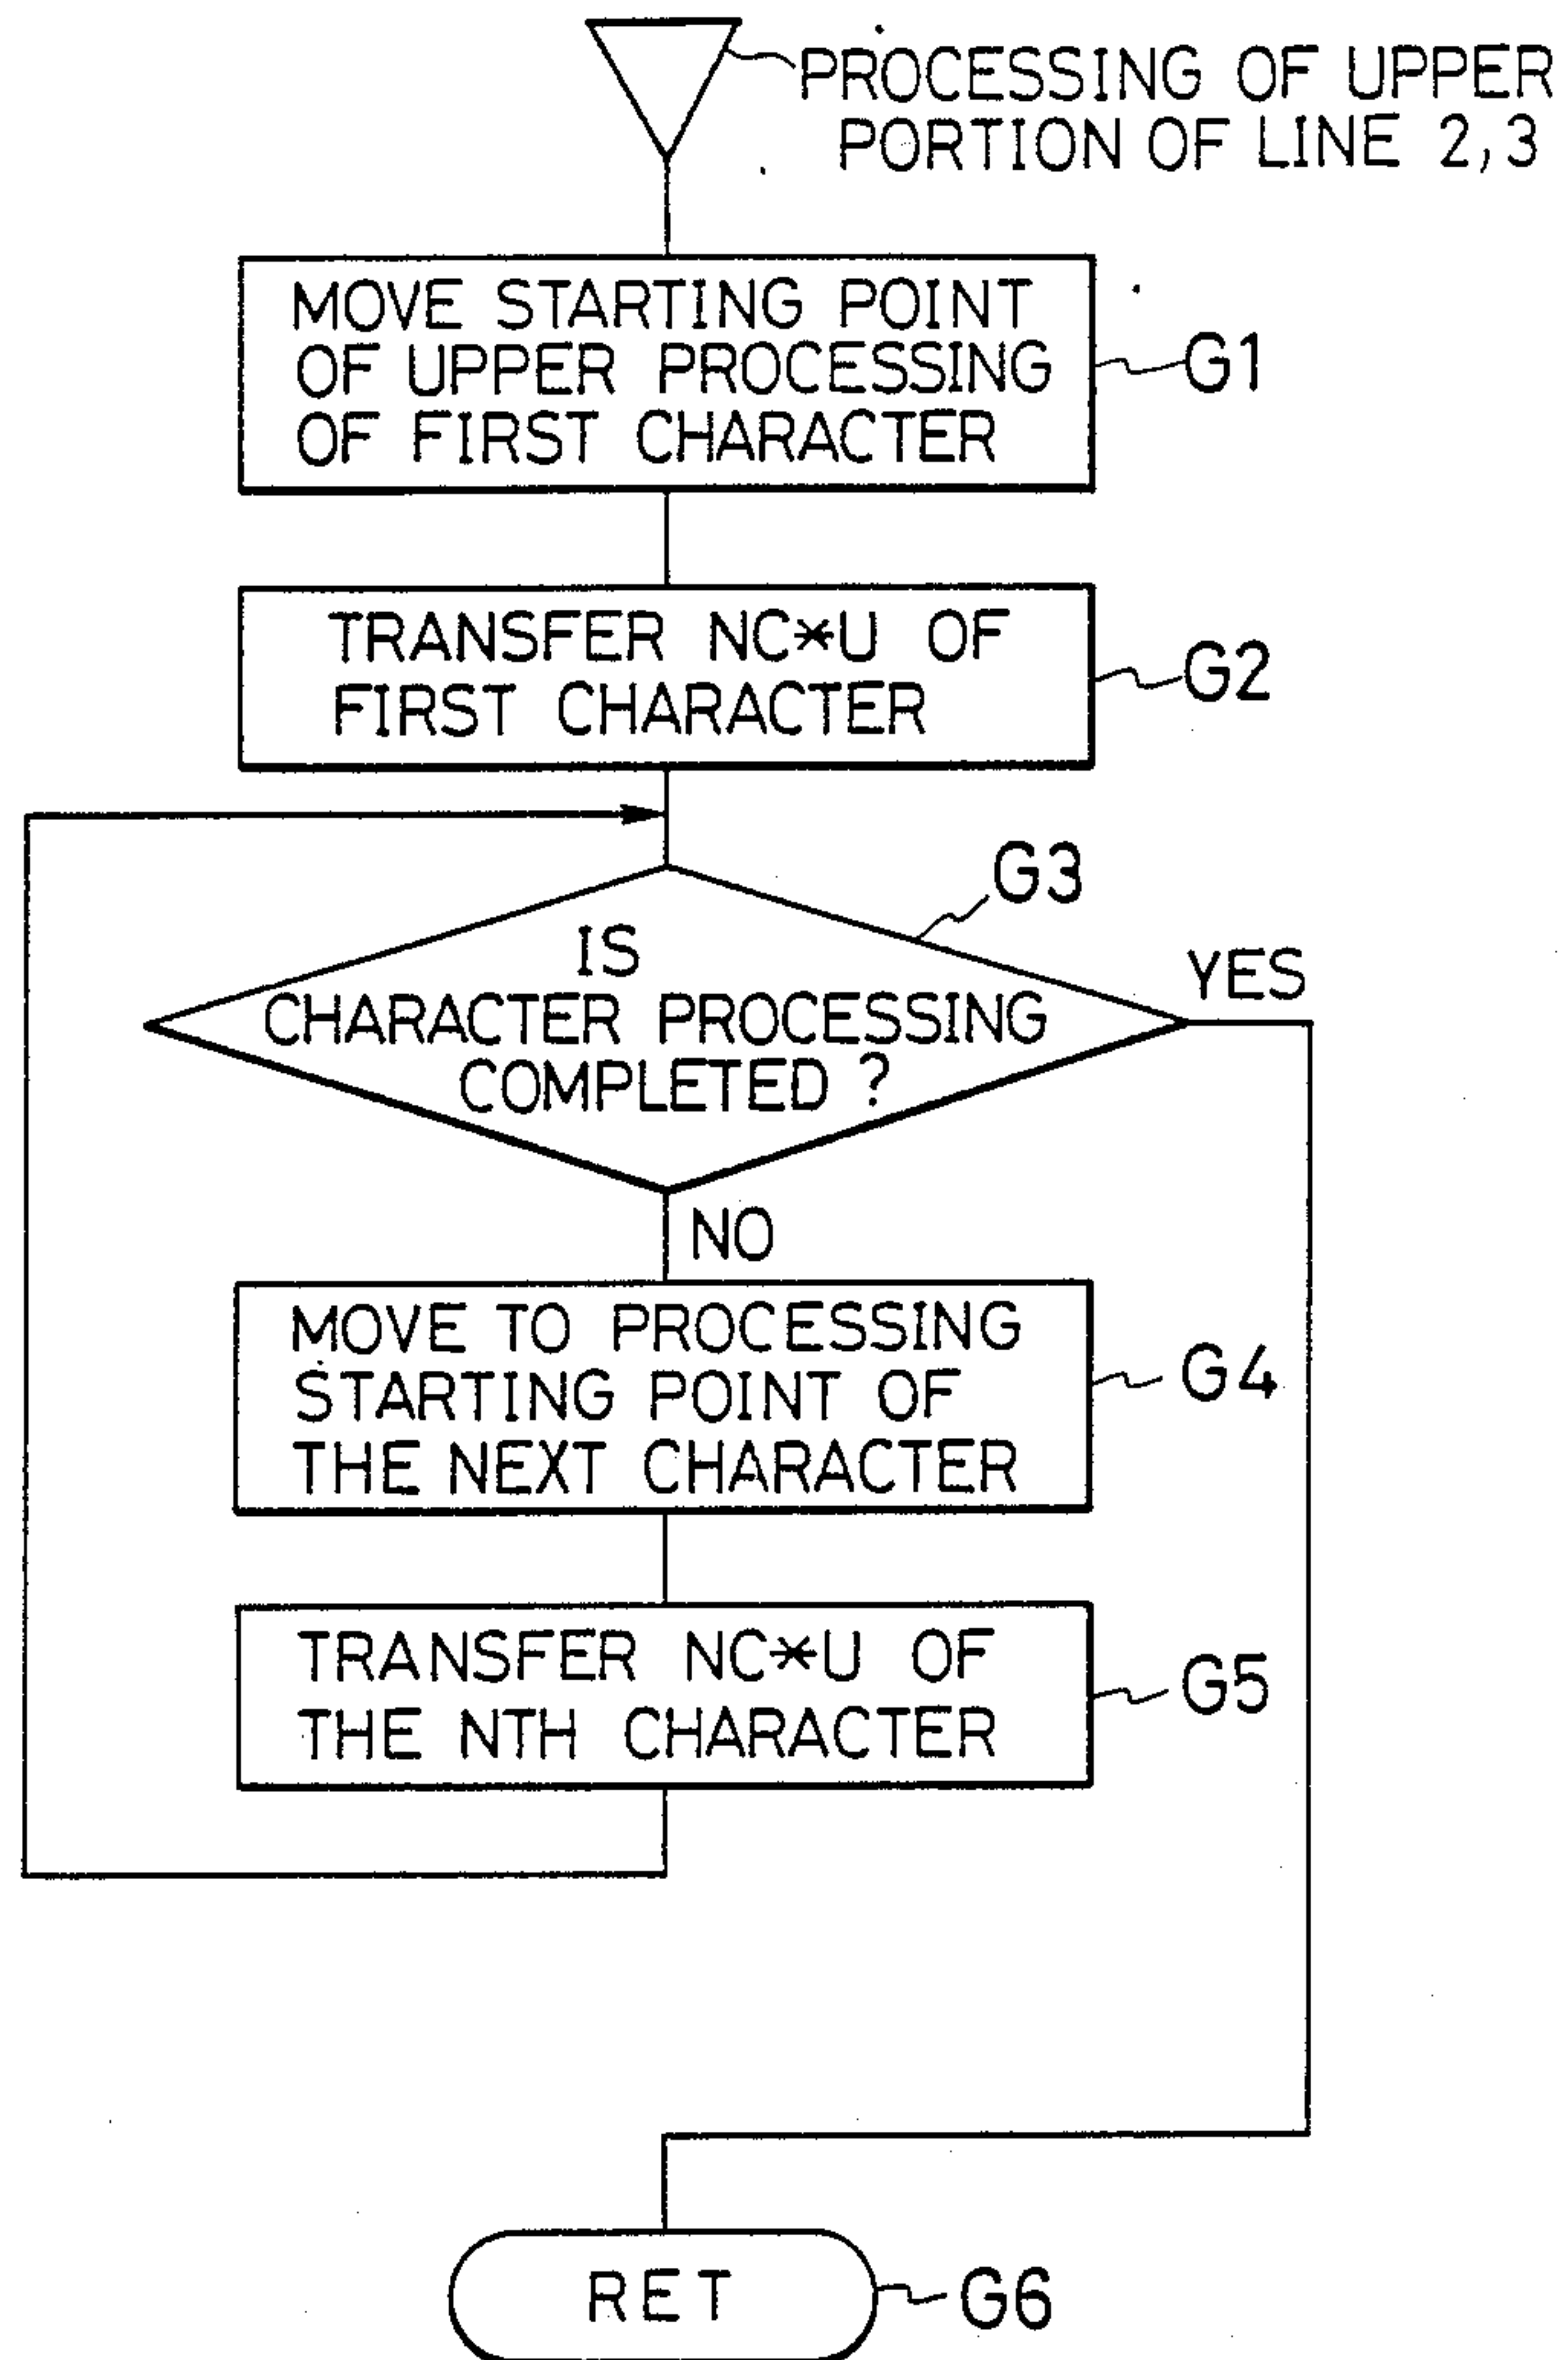 PROCESSING OF UPPER
PORTION OF LINE 2,3
MOVE STARTING POINT
OF UPPER PROCESSING
OF FIRST CHARACTER
G1
TRANSFER NC*U OF
FIRST CHARACTER
G2
G3
IS
CHARACTER PROCESSING
COMPLETED ?
YES
NO
MOVE TO PROCESSING
STARTING POINT OF
THE NEXT CHARACTER
G4
TRANSFER NC*U OF
THE NTH CHARACTER
G5
RET
G6